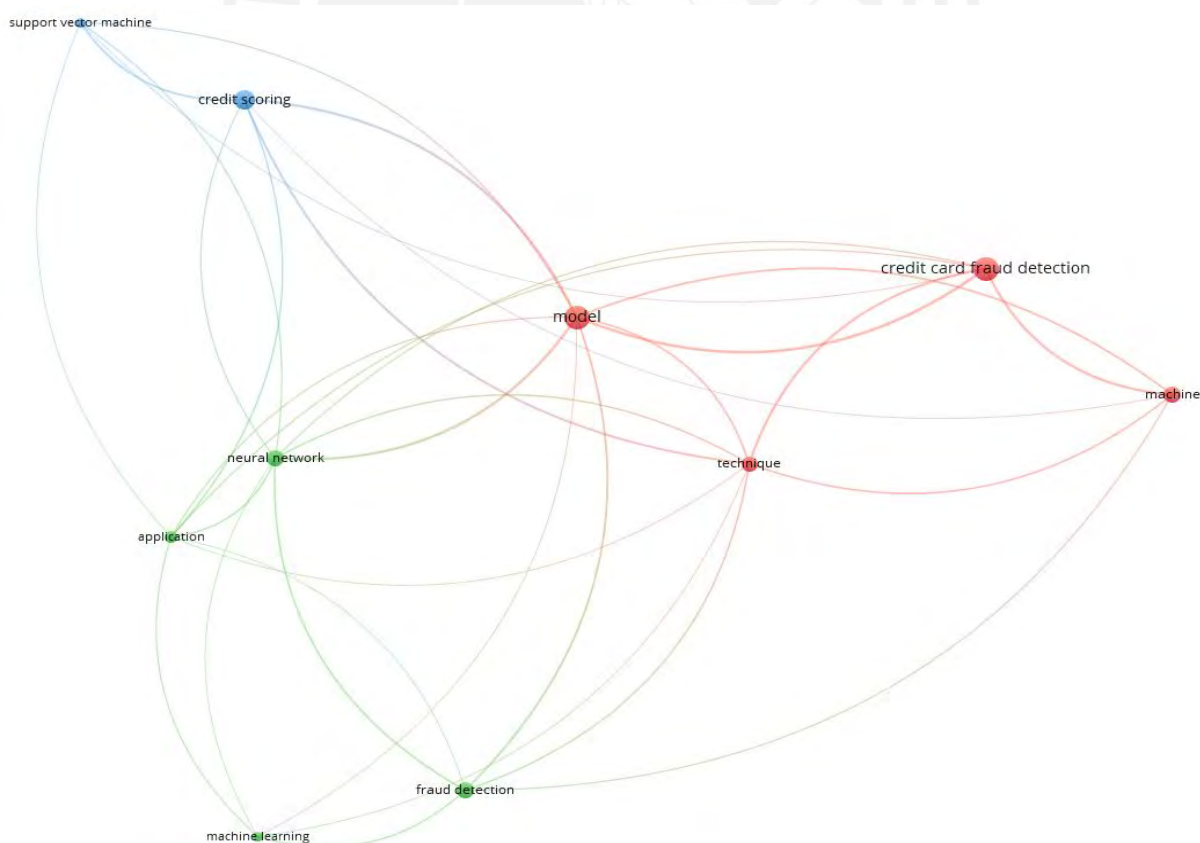 support vector machine
credit scoring
credit card fraud detection
model
machine
neural network
technique
application
fraud detection
machine learning